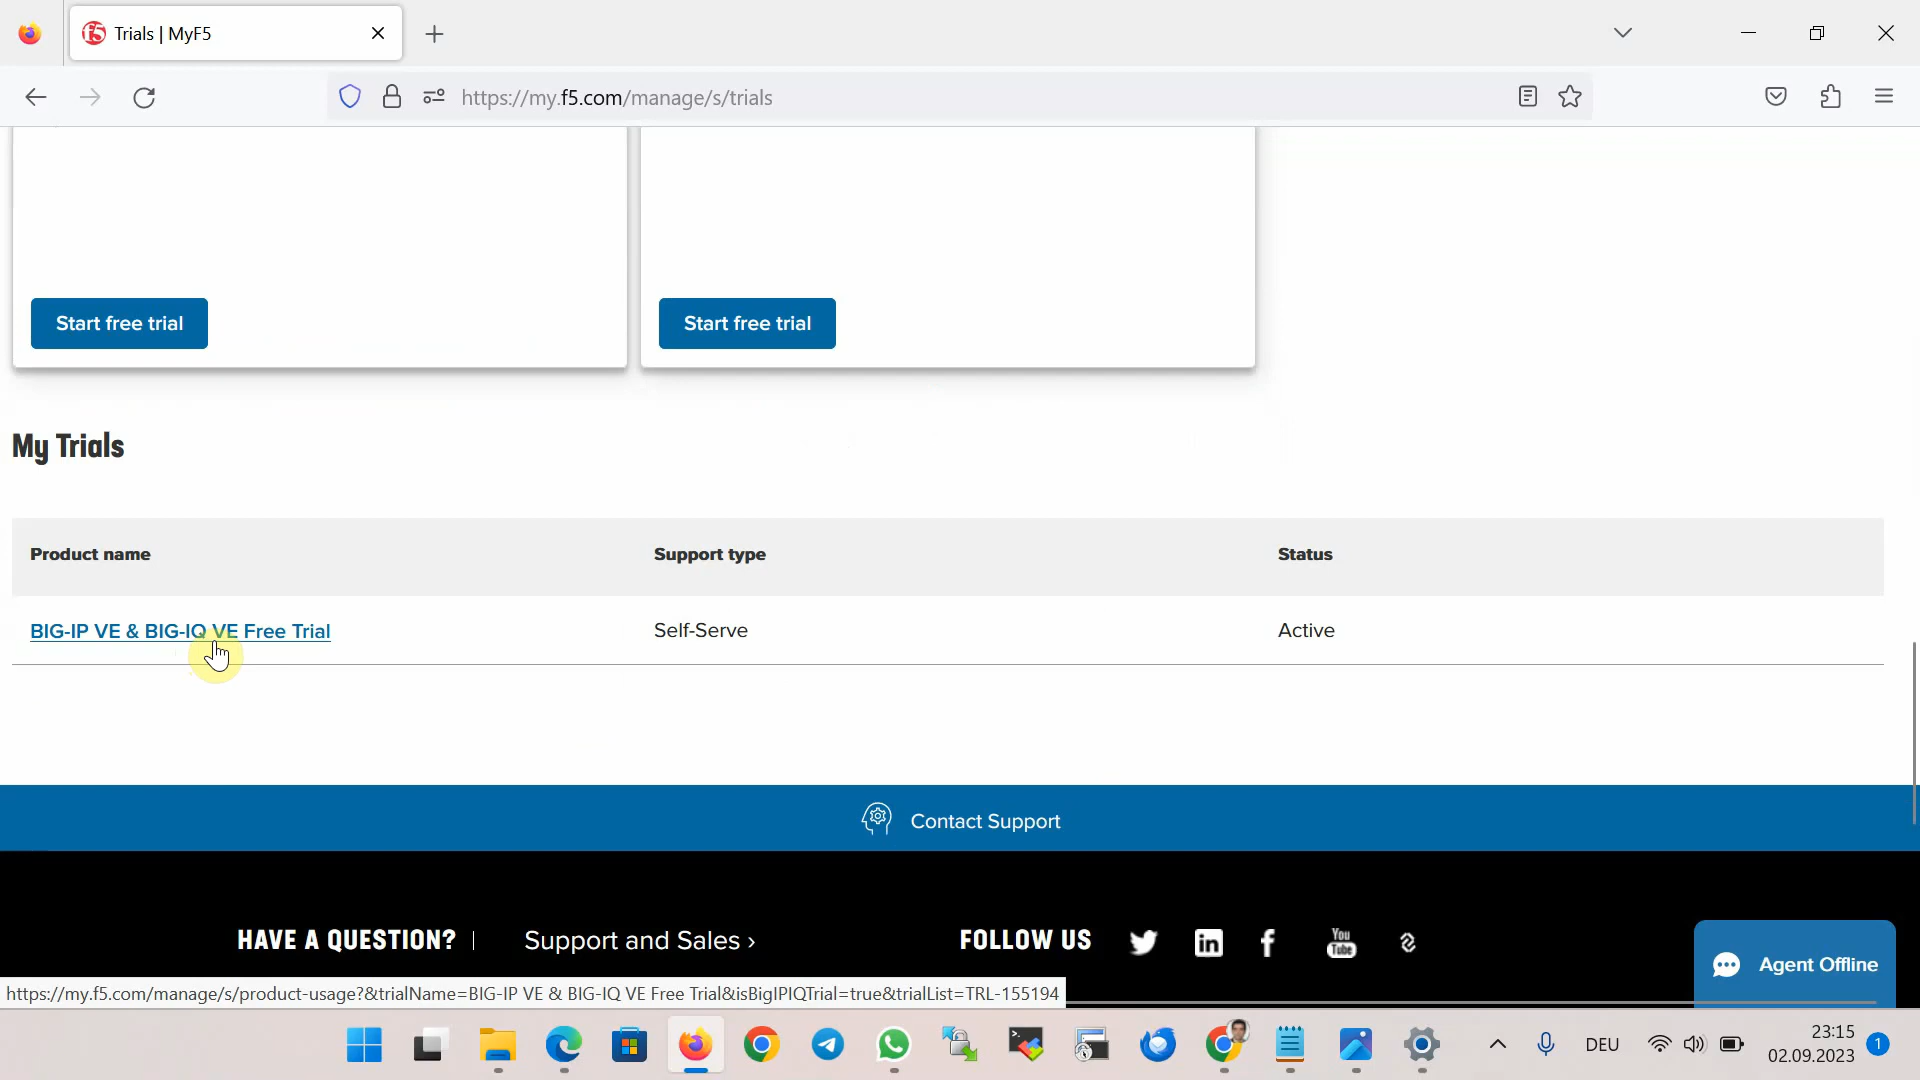 Trials | MyF5
https://my.f5.com/manage/s/trials
Start free trial
Start free trial
My Trials
Product name
Support type
Status
BIG-IP VE & BIG-IQ VE Free Trial
Self-Serve
Active
Contact Support
HAVE A QUESTION? |
Support and Sales ›
FOLLOW US
You
Tube
Agent Offline
https://my.f5.com/manage/s/product-usage?&trialName=BIG-IP VE & BIG-IQ VE Free Trial&isBigIPIQTrial=true&trialList=TRL-155194
DEU
23:15
02.09.2023
1